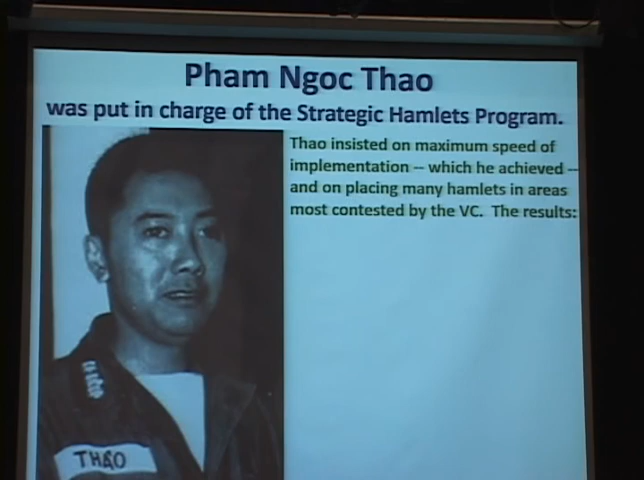 Pham Ngoc Thao
was put in charge of the Strategic Hamlets Program.
Thao insisted on maximum speed of
implementation -- which he achieved --
and on placing many hamlets in areas
most contested by the VC.  The results:
THAO